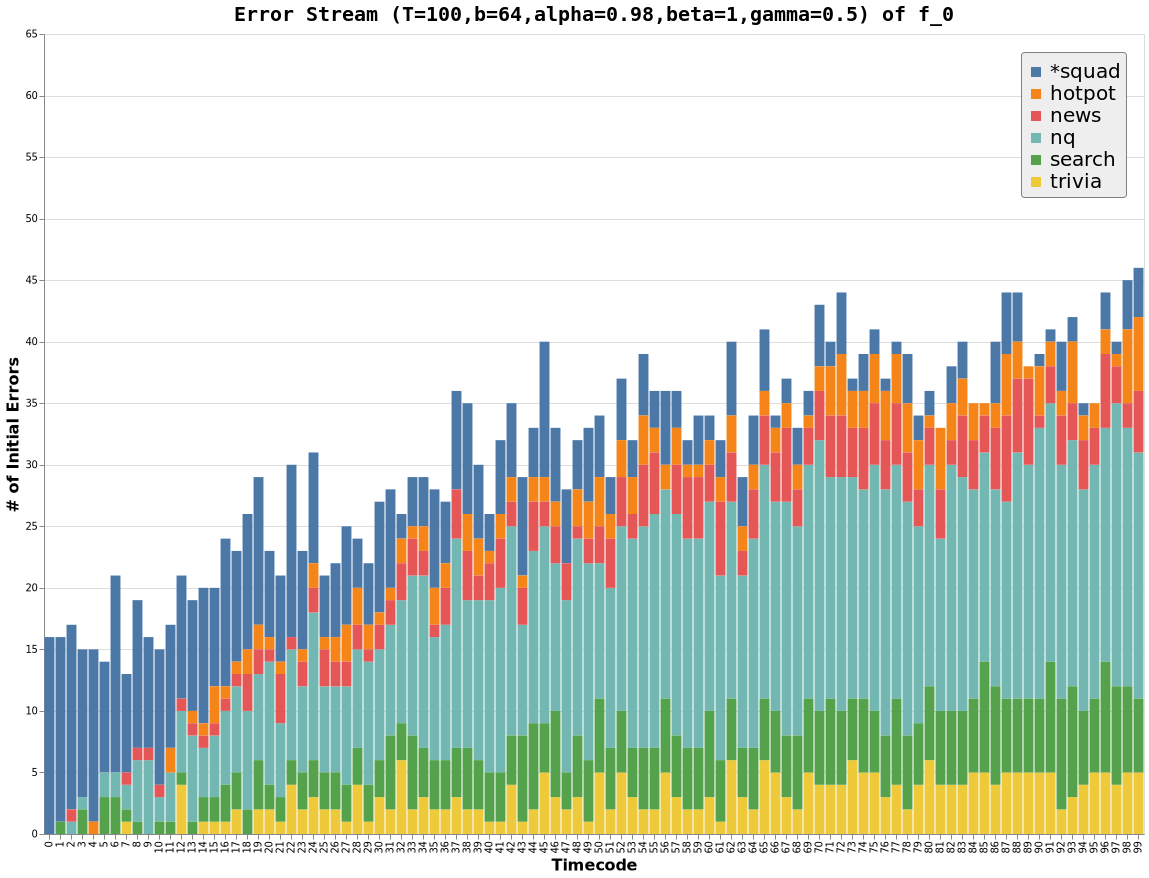 Error Stream (T=100,b=64,alpha=0.98,beta=1,gamma=0.5) of f_0
65
60
55
50
45
40
35
30
25
20
15
10
5
0
# of Initial Errors
*squad
hotpot
news
nq
search
trivia
0 1 2 3 4 5 6 7 8 9 10 11 12 13 14 15 16 17 18 19 20 21 22 23 24 25 26 27 28 29 30 31 32 33 34 35 36 37 38 39 40 41 42 43 44 45 46 47 48 49 50 51 52 53 54 55 56 57 58 59 60 61 62 63 64 65 66 67 68 69 70 71 72 73 74 75 76 77 78 79 80 81 82 83 84 85 86 87 88 89 90 91 92 93 94 95 96 97 98 99
Timecode